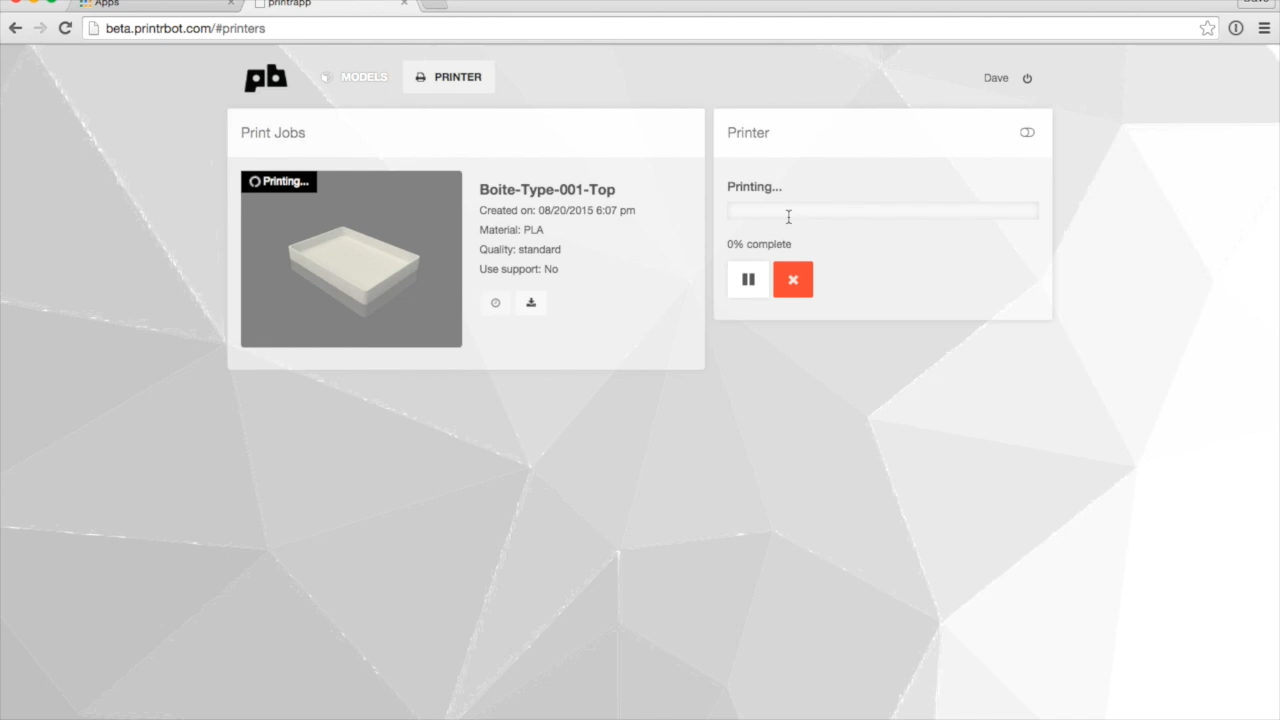 Apps
printrapp
Dave
beta.printrbot.com/#printers
pb
MODELS
PRINTER
Dave
Print Jobs
Printer
Printing...
Boite-Type-001-Top
Created on: 08/20/2015 6:07 pm
Material: PLA
Quality: standard
Use support: No
Printing...
0% complete